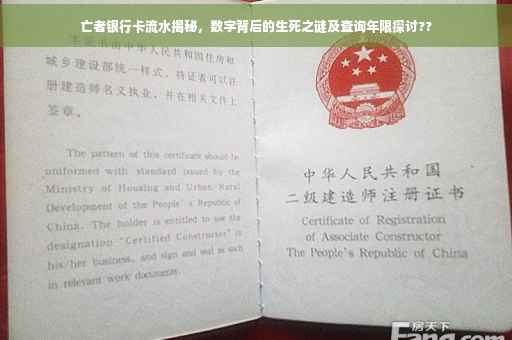 亡者银行卡流水揭秘，数字背后的生死之谜及查询年限探讨??
城乡建设部统一样式，持证者可以注
册建造师名义执业，并在相关文件上
签章。
The pattern of this certificate should be
uniformed with standard issued by the
Ministry of Housing and Urban Rural
Development of the People's Republic of
China. The holder is entitled to use the
designation "Certified Constructor" in
his/her business, and sign and seal as such
in relevant work documents.
中华人民共和国
二级建造师注册证书
Certificate of Registration
of Associate Constructor
The People's Republic of China
房天下
Fang.com